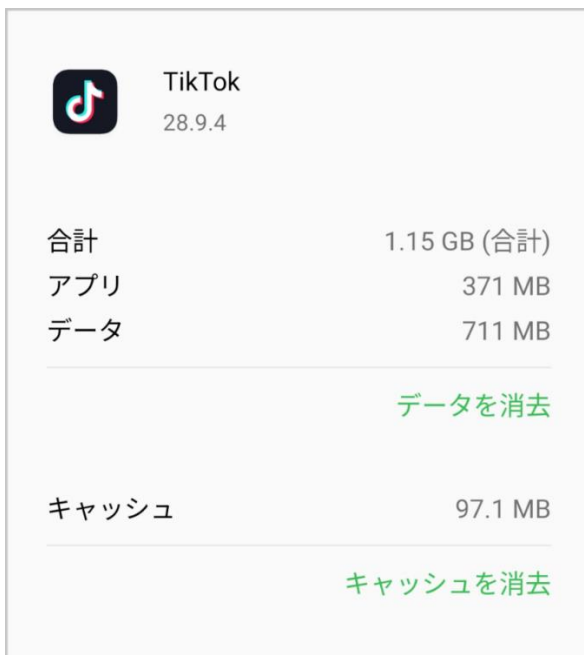 TikTok
28.9.4
合計 1.15 GB (合計)
アプリ 371 MB
データ 711 MB
データを消去
キャッシュ 97.1 MB
キャッシュを消去